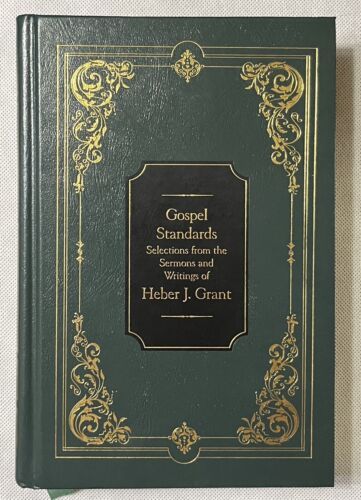 Gospel
Standards
Selections from the
Sermons and
Writings of
Heber J. Grant